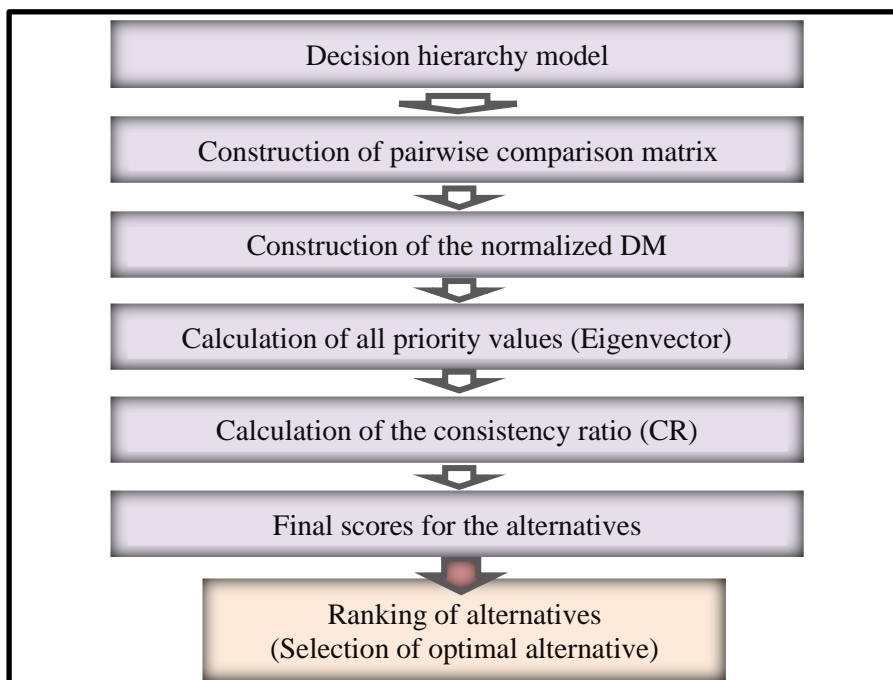 Decision hierarchy model
Construction of pairwise comparison matrix
Construction of the normalized DM
Calculation of all priority values (Eigenvector)
Calculation of the consistency ratio (CR)
Final scores for the alternatives
Ranking of alternatives
(Selection of optimal alternative)